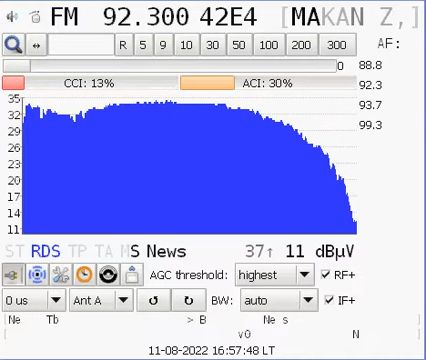 FM 92.300 42E4 [MAKAN Z,]
R 5 9 10 30 50 100 200 300 AF:
0 88.8
CCI: 13% ACI: 30% 92.3
93.7
99.3
35
32
29
26
23
20
17
14
11
ST RDS TP TA MS News 37↑ 11 dBµV
AGC threshold: highest RF+
0 us Ant A BW: auto IF+
Ne Tb > B Ne s
v0 N
11-08-2022 16:57:48 LT